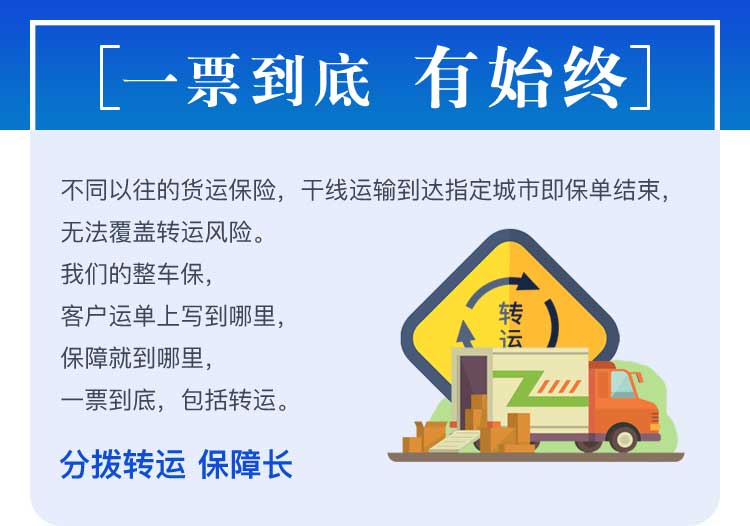 一票到底 有始终
不同以往的货运保险，干线运输到达指定城市即保单结束，
无法覆盖转运风险。
我们的整车保，
客户运单上写到哪里，
保障就到哪里，
一票到底，包括转运。
转
运
分拨转运 保障长